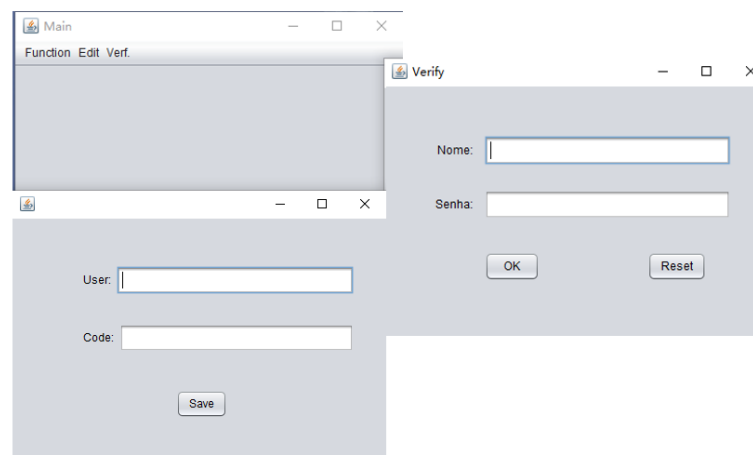 Main
Function Edit Verf.
Verify
Nome:
Senha:
OK Reset
User:
Code:
Save